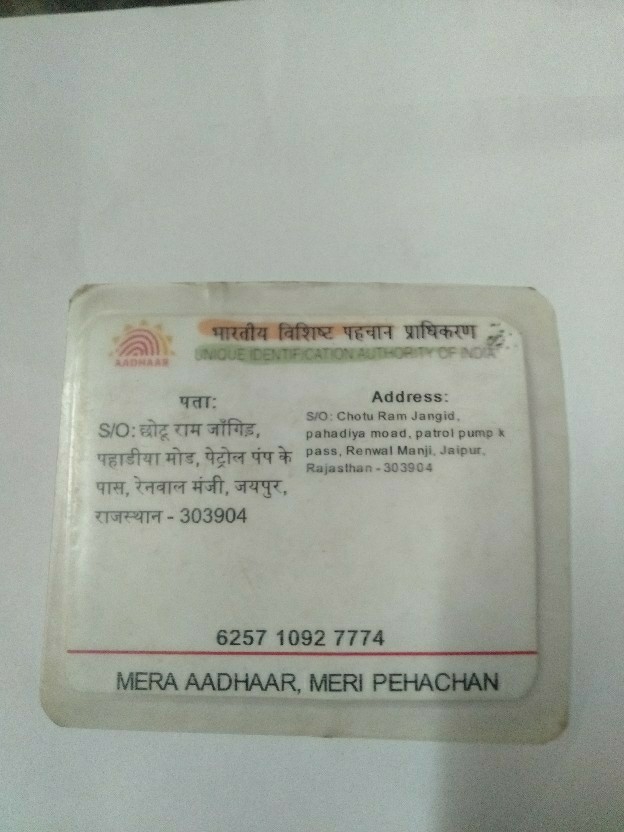 भारतीय विशिष्ट पहचान प्राधिकरण
UNIQUE IDENTIFICATION AUTHORITY OF INDIA
AADHAAR
पता:
S/O: छोटू राम जाँगिड़,
पहाडीया मोड, पेट्रोल पंप के
पास, रेनवाल मंजी, जयपुर,
राजस्थान - 303904
Address:
S/O: Chotu Ram Jangid,
pahadiya moad, patrol pump k
pass, Renwal Manji, Jaipur,
Rajasthan - 303904
6257 1092 7774
MERA AADHAAR, MERI PEHACHAN